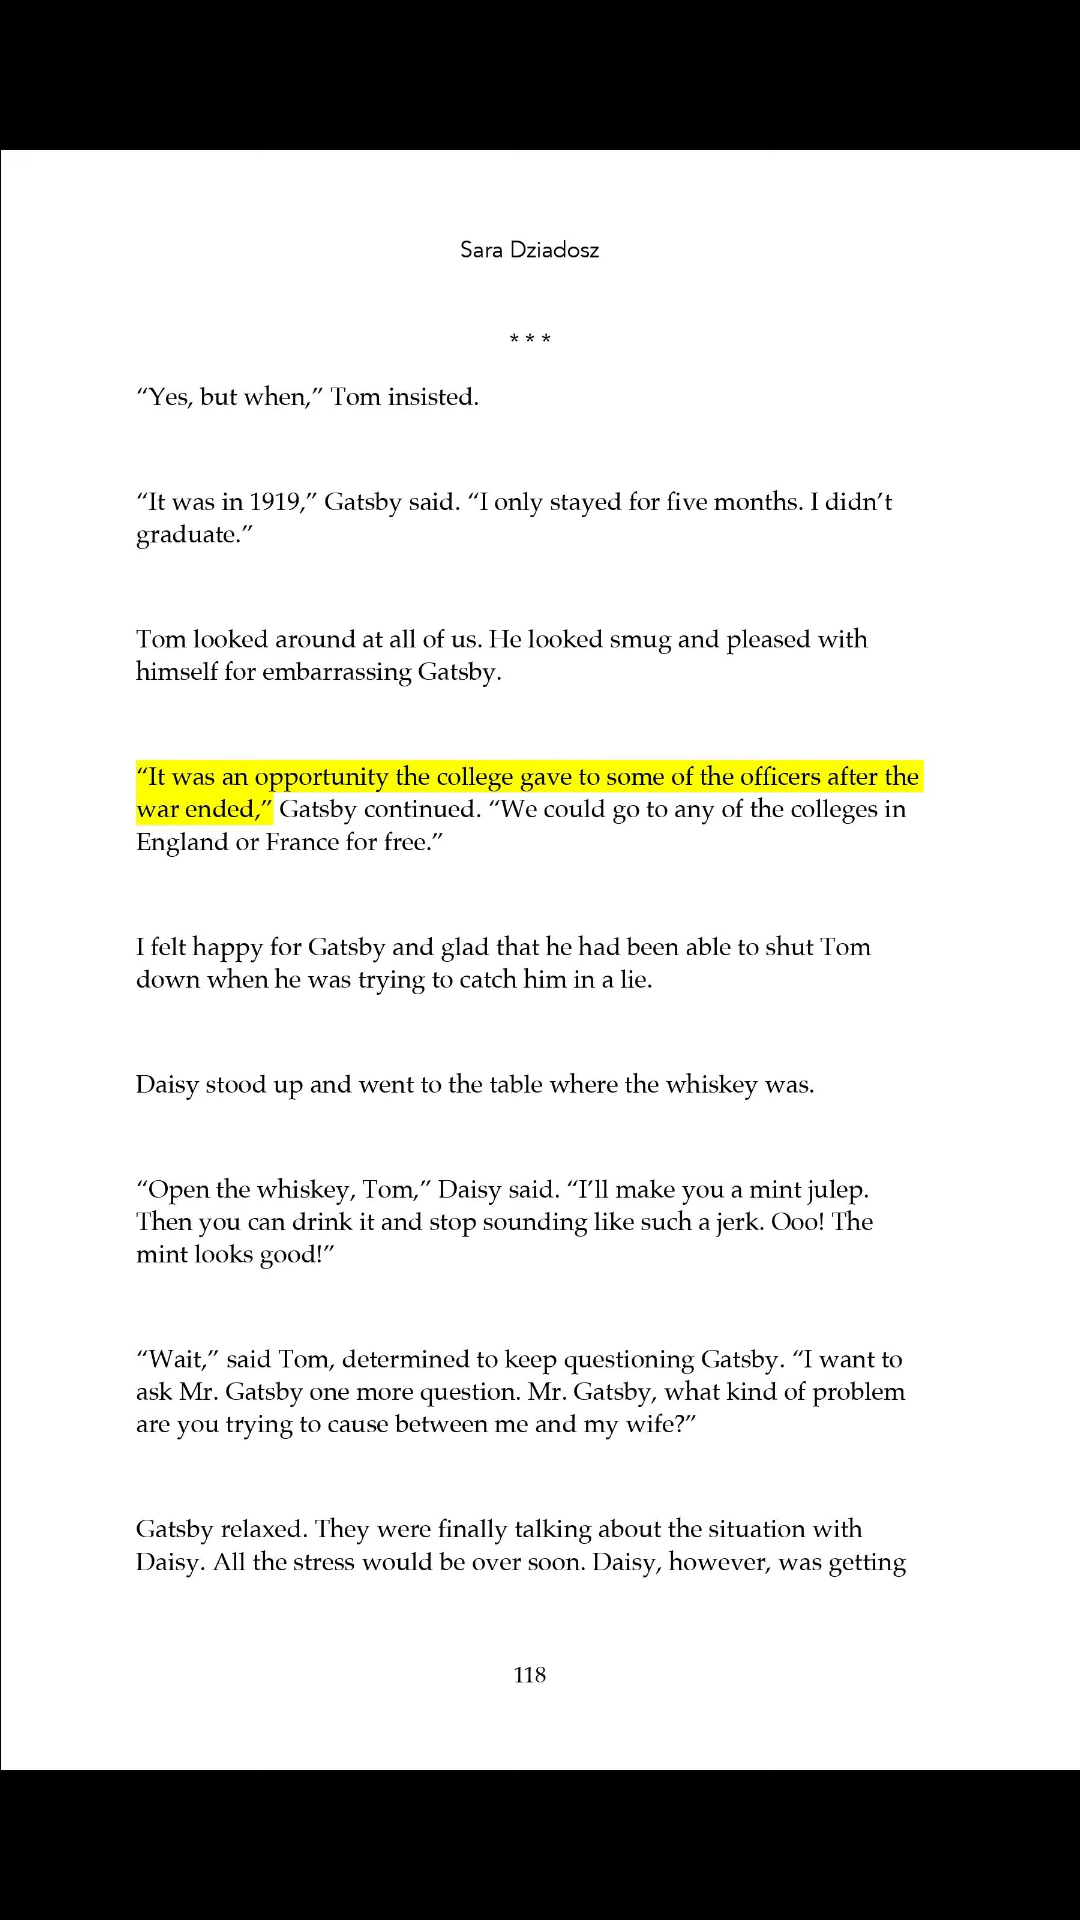 Sara Dziadosz
* * *
“Yes, but when,” Tom insisted.
“It was in 1919,” Gatsby said. “I only stayed for five months. I didn’t
graduate.”
Tom looked around at all of us. He looked smug and pleased with
himself for embarrassing Gatsby.
“It was an opportunity the college gave to some of the officers after the
war ended,” Gatsby continued. “We could go to any of the colleges in
England or France for free.”
I felt happy for Gatsby and glad that he had been able to shut Tom
down when he was trying to catch him in a lie.
Daisy stood up and went to the table where the whiskey was.
“Open the whiskey, Tom,” Daisy said. “I’ll make you a mint julep.
Then you can drink it and stop sounding like such a jerk. Ooo! The
mint looks good!”
“Wait,” said Tom, determined to keep questioning Gatsby. “I want to
ask Mr. Gatsby one more question. Mr. Gatsby, what kind of problem
are you trying to cause between me and my wife?”
Gatsby relaxed. They were finally talking about the situation with
Daisy. All the stress would be over soon. Daisy, however, was getting
118